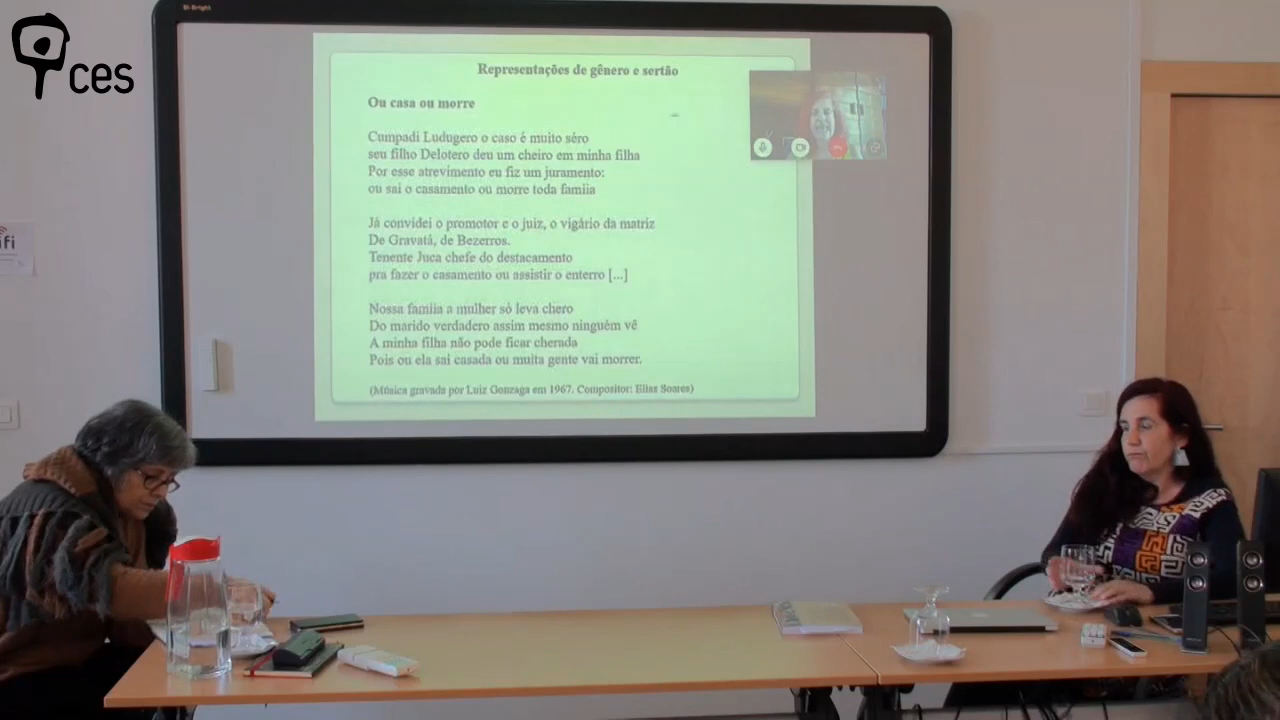 Bi-Bright
ces
Representações de gênero e sertão
Ou casa ou morre
Cumpadi Ludugero o caso é muito séro
seu filho Delotero deu um cheiro em minha filha
Por esse atrevimento eu fiz um juramento:
ou sai o casamento ou morre toda famiia
Já convidei o promotor e o juiz, o vigário da matriz
De Gravatá, de Bezerros.
Tenente Juca chefe do destacamento
pra fazer o casamento ou assistir o enterro [...]
Nossa famiia a mulher só leva chero
Do marido verdadero assim mesmo ninguém vê
A minha filha não pode ficar cherada
Pois ou ela sai casada ou muita gente vai morrer.
(Música gravada por Luiz Gonzaga em 1967. Compositor: Elias Soares)
ifi